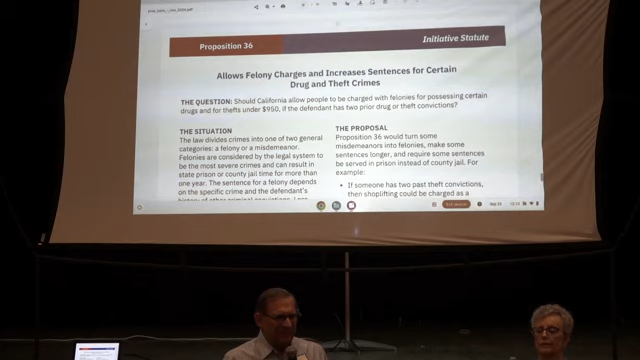 Proposition 36
Initiative Statute
Allows Felony Charges and Increases Sentences for Certain
Drug and Theft Crimes
THE QUESTION: Should California allow people to be charged with felonies for possessing certain
drugs and for thefts under $950, if the defendant has two prior drug or theft convictions?
THE SITUATION
The law divides crimes into one of two general
categories: a felony or a misdemeanor.
Felonies are considered by the legal system to
be the most severe crimes and can result in
state prison or county jail time for more than
one year. The sentence for a felony depends
on the specific crime and the defendant's
THE PROPOSAL
Proposition 36 would turn some
misdemeanors into felonies, make some
sentences longer, and require some sentences
be served in prison instead of county jail. For
example:
• If someone has two past theft convictions,
then shoplifting could be charged as a